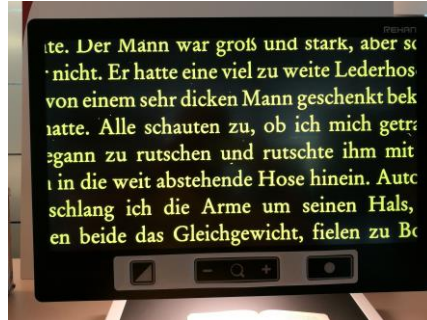 REHAN
te. Der Mann war groß und stark, aber
nicht. Er hatte eine viel zu weite Lederhos
von einem sehr dicken Mann geschenkt bek
hatte. Alle schauten zu, ob ich mich getra
egann zu rutschen und rutschte ihm mit
in die weit abstehende Hose hinein. Auto
schlang ich die Arme um seinen Hals,
en beide das Gleichgewicht, fielen zu Bo